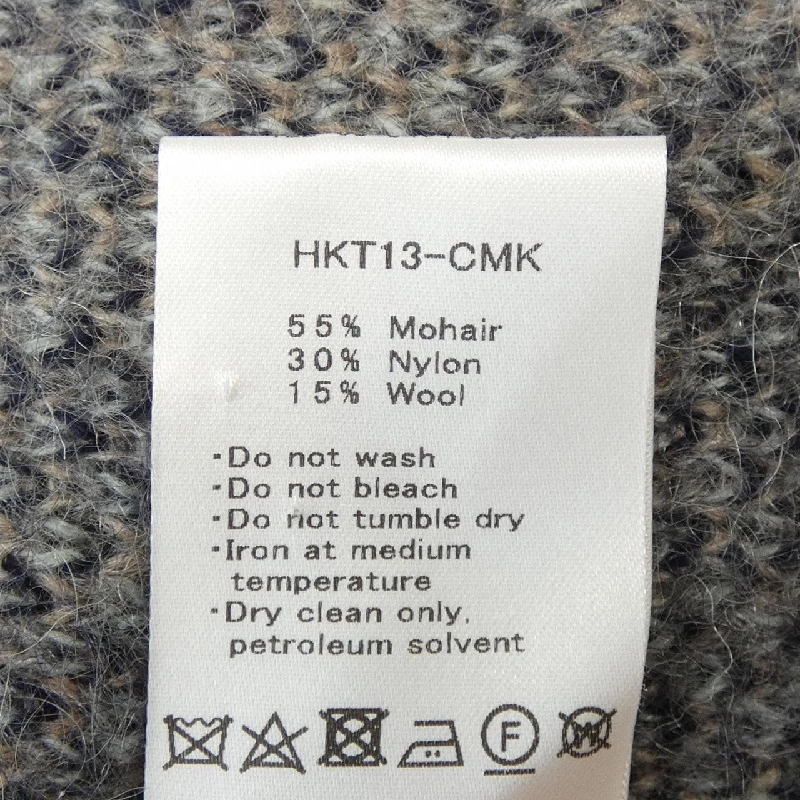 HKT13-CMK
55% Mohair
30% Nylon
15% Wool
・Do not wash
・Do not bleach
・Do not tumble dry
・Iron at medium
temperature
・Dry clean only,
petroleum solvent
F W